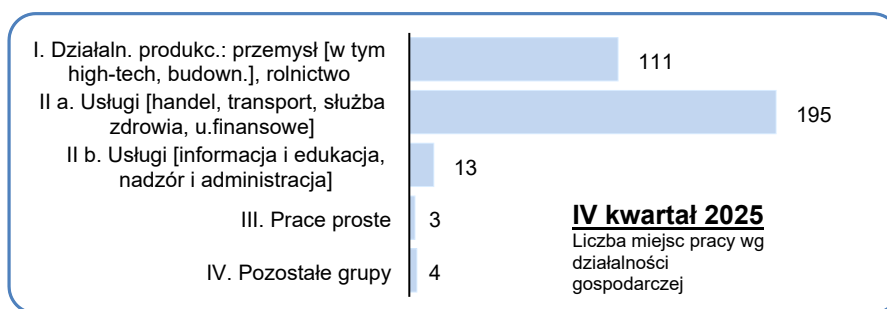 I. Działaln. produkc.: przemysł [w tym
high-tech, budown.], rolnictwo
111
II a. Usługi [handel, transport, służba
zdrowia, u.finansowe]
195
II b. Usługi [informacja i edukacja,
nadzór i administracja]
13
III. Prace proste
3
IV. Pozostałe grupy
4
IV kwartał 2025
Liczba miejsc pracy wg
działalności
gospodarczej